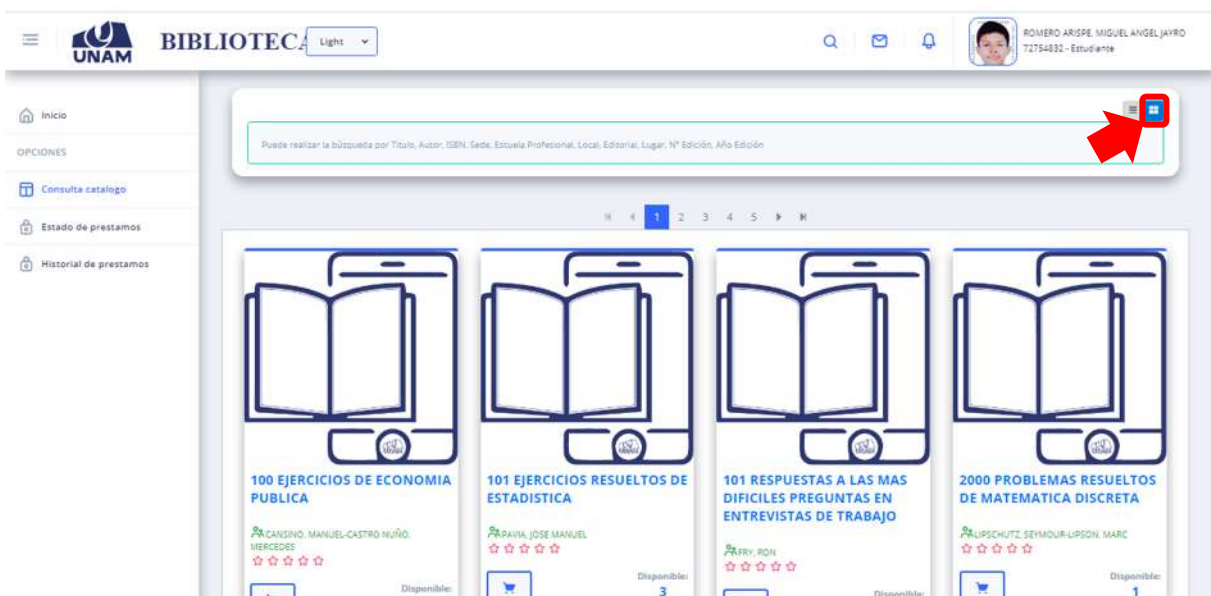 UNAM
BIBLIOTECA
Light
ROMERO ARISPE, MIGUEL ANGEL JAYRO
72754832 - Estudiante
Inicio
OPCIONES
Consulta catalogo
Estado de prestamos
Historial de prestamos
Puede realizar la búsqueda por Titulo, Autor, ISBN, Sede, Escuela Profesional, Local, Editorial, Lugar, N° Edición, Año Edición
1 2 3 4 5
100 EJERCICIOS DE ECONOMIA
PUBLICA
CANSINO, MANUEL-CASTRO NUÑO,
MERCEDES
Disponible:
101 EJERCICIOS RESUELTOS DE
ESTADISTICA
PAVIA, JOSE MANUEL
Disponible:
3
101 RESPUESTAS A LAS MAS
DIFICILES PREGUNTAS EN
ENTREVISTAS DE TRABAJO
FRY, RON
Disponible:
2000 PROBLEMAS RESUELTOS
DE MATEMATICA DISCRETA
LIPSCHUTZ, SEYMOUR-LIPSON, MARC
Disponible:
1